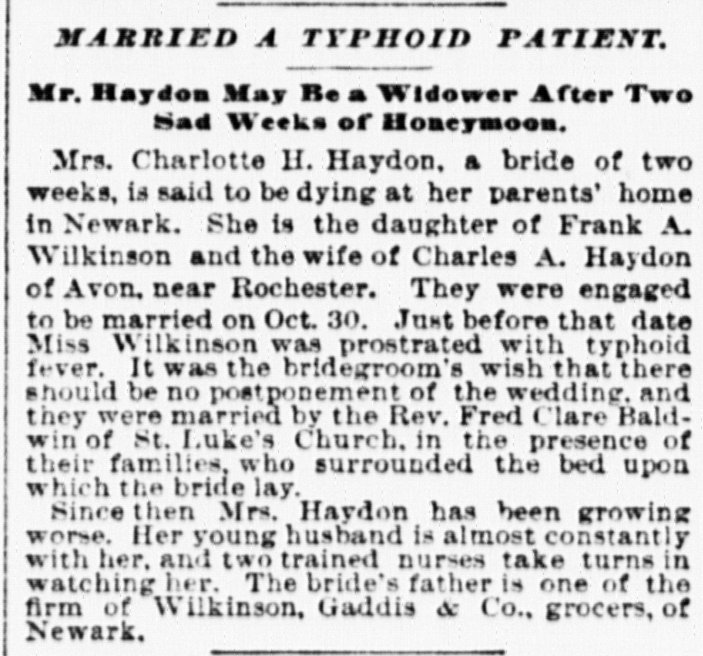 MARRIED A TYPHOID PATIENT.
Mr. Haydon May Be a Widower After Two
Sad Weeks of Honeymoon.
Mrs. Charlotte H. Haydon, a bride of two
weeks, is said to be dying at her parents' home
in Newark. She is the daughter of Frank A.
Wilkinson and the wife of Charles A. Haydon
of Avon, near Rochester. They were engaged
to be married on Oct. 30. Just before that date
Miss Wilkinson was prostrated with typhoid
fever. It was the bridegroom's wish that there
should be no postponement of the wedding, and
they were married by the Rev. Fred Clare Bald-
win of St. Luke's Church, in the presence of
their families, who surrounded the bed upon
which the bride lay.
Since then Mrs. Haydon has been growing
worse. Her young husband is almost constantly
with her, and two trained nurses take turns in
watching her. The bride's father is one of the
firm of Wilkinson, Gaddis & Co., grocers, of
Newark.